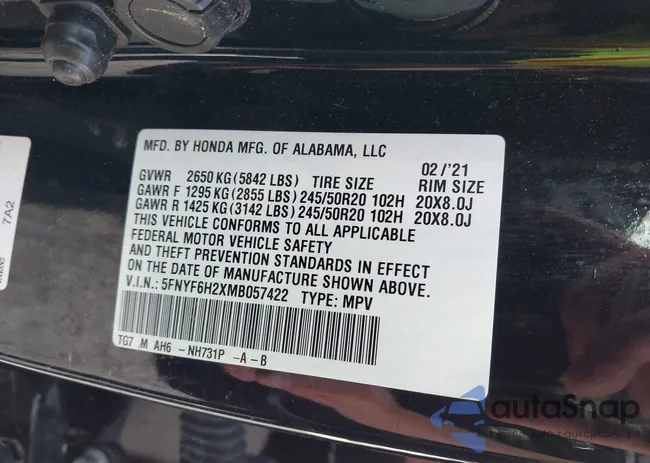 MFD. BY HONDA MFG. OF ALABAMA, LLC
02/'21
GVWR 2650 KG (5842 LBS) TIRE SIZE RIM SIZE
GAWR F 1295 KG (2855 LBS) 245/50R20 102H 20X8.0J
GAWR R 1425 KG (3142 LBS) 245/50R20 102H 20X8.0J
THIS VEHICLE CONFORMS TO ALL APPLICABLE
FEDERAL MOTOR VEHICLE SAFETY
AND THEFT PREVENTION STANDARDS IN EFFECT
ON THE DATE OF MANUFACTURE SHOWN ABOVE.
V.I.N.: 5FNYF6H2XMB057422 TYPE: MPV
TG7 M AH6 - NH731P -A - B
7A2
autaSnap